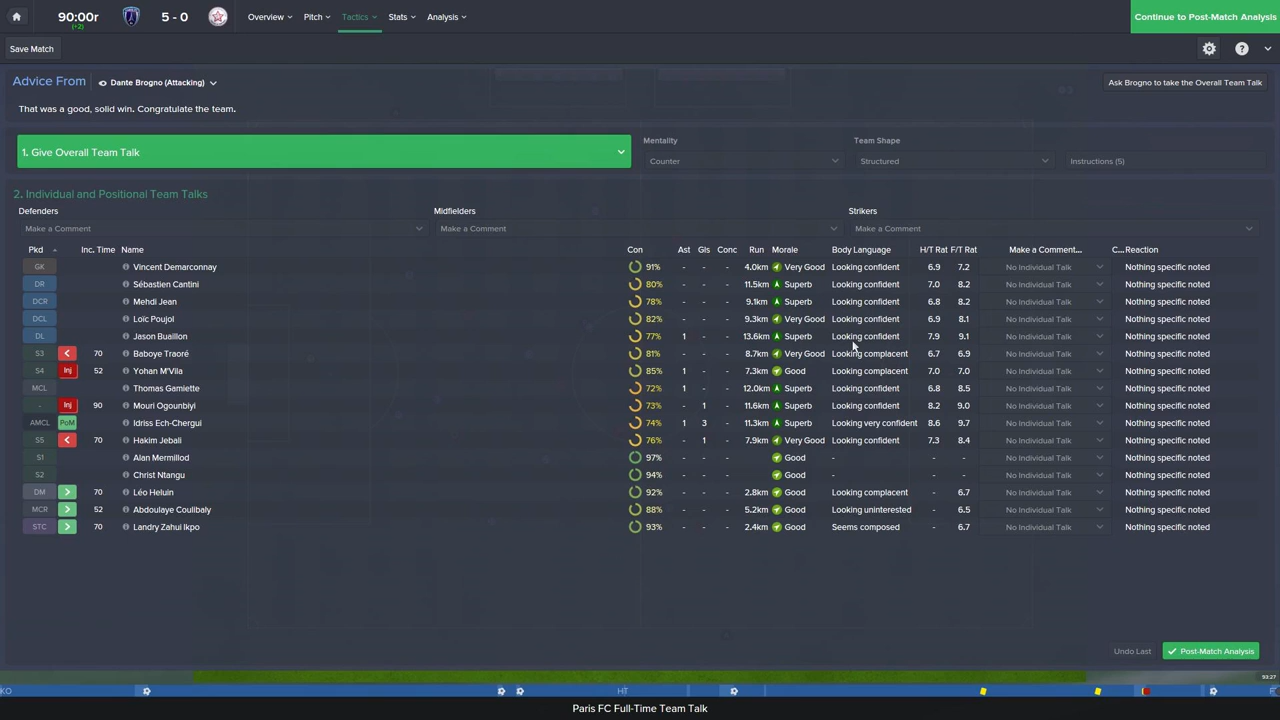 90:00r
(+2)
5 - 0
Overview
Pitch
Tactics
Stats
Analysis
Continue to Post-Match Analysis
Save Match
?
Advice From
Dante Brogno (Attacking)
Ask Brogno to take the Overall Team Talk
That was a good, solid win. Congratulate the team.
1. Give Overall Team Talk
Mentality
Counter
Team Shape
Structured
Instructions (5)
2. Individual and Positional Team Talks
Defenders Midfielders Strikers
Make a Comment Make a Comment Make a Comment
Pkd Inc. Time Name Con Ast Gls Conc Run Morale Body Language H/T Rat F/T Rat Make a Comment... C... Reaction
GK Vincent Demarconnay 91% - - - 4.0km Very Good Looking confident 6.9 7.2 No Individual Talk Nothing specific noted
DR Sébastien Cantini 80% - - - 11.5km Superb Looking confident 7.0 8.2 No Individual Talk Nothing specific noted
DCR Mehdi Jean 78% - - - 9.1km Superb Looking confident 6.8 8.2 No Individual Talk Nothing specific noted
DCL Loïc Poujol 82% - - - 9.3km Very Good Looking confident 6.9 8.1 No Individual Talk Nothing specific noted
DL Jason Buaillon 77% 1 - - 13.6km Superb Looking confident 7.9 9.1 No Individual Talk Nothing specific noted
S3 70 Baboye Traoré 81% - - - 8.7km Very Good Looking complacent 6.7 6.9 No Individual Talk Nothing specific noted
S4 Inj 52 Yohan M'Vila 85% 1 - - 7.3km Good Looking complacent 7.0 7.0 No Individual Talk Nothing specific noted
MCL Thomas Gamiette 72% 1 - - 12.0km Superb Looking confident 6.8 8.5 No Individual Talk Nothing specific noted
- Inj 90 Mouri Ogounbiyi 73% - 1 - 11.6km Superb Looking confident 8.2 9.0 No Individual Talk Nothing specific noted
AMCL PoM Idriss Ech-Chergui 74% 1 3 - 11.3km Superb Looking very confident 8.6 9.7 No Individual Talk Nothing specific noted
S5 70 Hakim Jebali 76% - 1 - 7.9km Very Good Looking confident 7.3 8.4 No Individual Talk Nothing specific noted
S1 Alan Mermillod 97% Good - - - No Individual Talk Nothing specific noted
S2 Christ Ntangu 94% Good - - - No Individual Talk Nothing specific noted
DM 70 Léo Heluin 92% - - - 2.8km Good Looking complacent - 6.7 No Individual Talk Nothing specific noted
MCR 52 Abdoulaye Coulibaly 88% - - - 5.2km Good Looking uninterested - 6.5 No Individual Talk Nothing specific noted
STC 70 Landry Zahui Ikpo 93% - - - 2.4km Good Seems composed - 6.7 No Individual Talk Nothing specific noted
Undo Last
Post-Match Analysis
93:27
KO HT
Paris FC Full-Time Team Talk